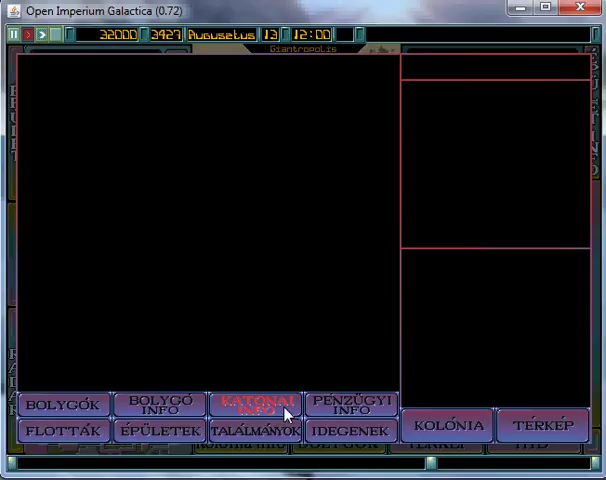 Open Imperium Galactica (0.72)
32000 3427 Augusztus 13 12:00
Giantropolis
BOLYGÓK BOLYGÓ INFO KATONAI INFO PÉNZÜGYI INFO
FLOTTÁK ÉPÜLETEK TALÁLMÁNYOK IDEGENEK KOLÓNIA TÉRKÉP